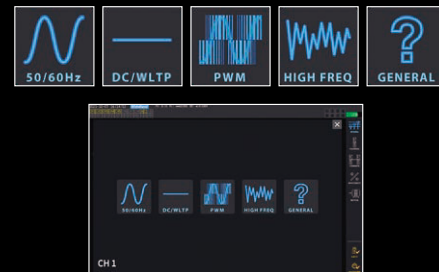 50/60Hz
DC/WLTP
PWM
HIGH FREQ
GENERAL
50/60Hz
DC/WLTP
PWM
HIGH FREQ
GENERAL
CH 1